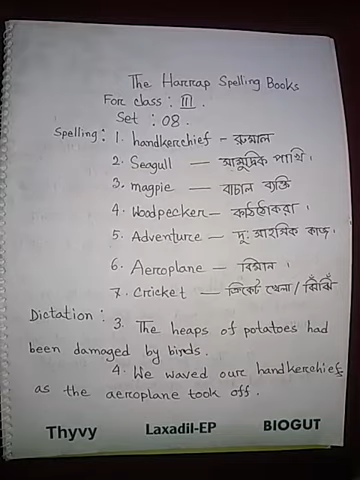 The Harrap Spelling Books
For class : III.
Set : 08.
Spelling : 1. handkerchief - রুমাল
2. Seagull — সামুদ্রিক পাখি।
3. magpie — বাচাল ব্যক্তি
4. Woodpecker - কাঠঠোকরা।
5. Adventure - দুঃসাহসিক কাজ।
6. Aeroplane - বিমান।
7. Cricket — ক্রিকেট খেলা / ঝিঁঝিঁ
Dictation : 3. The heaps of potatoes had
been damaged by birds.
4. We waved our handkerchiefs
as the aeroplane took off.
Thyvy Laxadil-EP BIOGUT